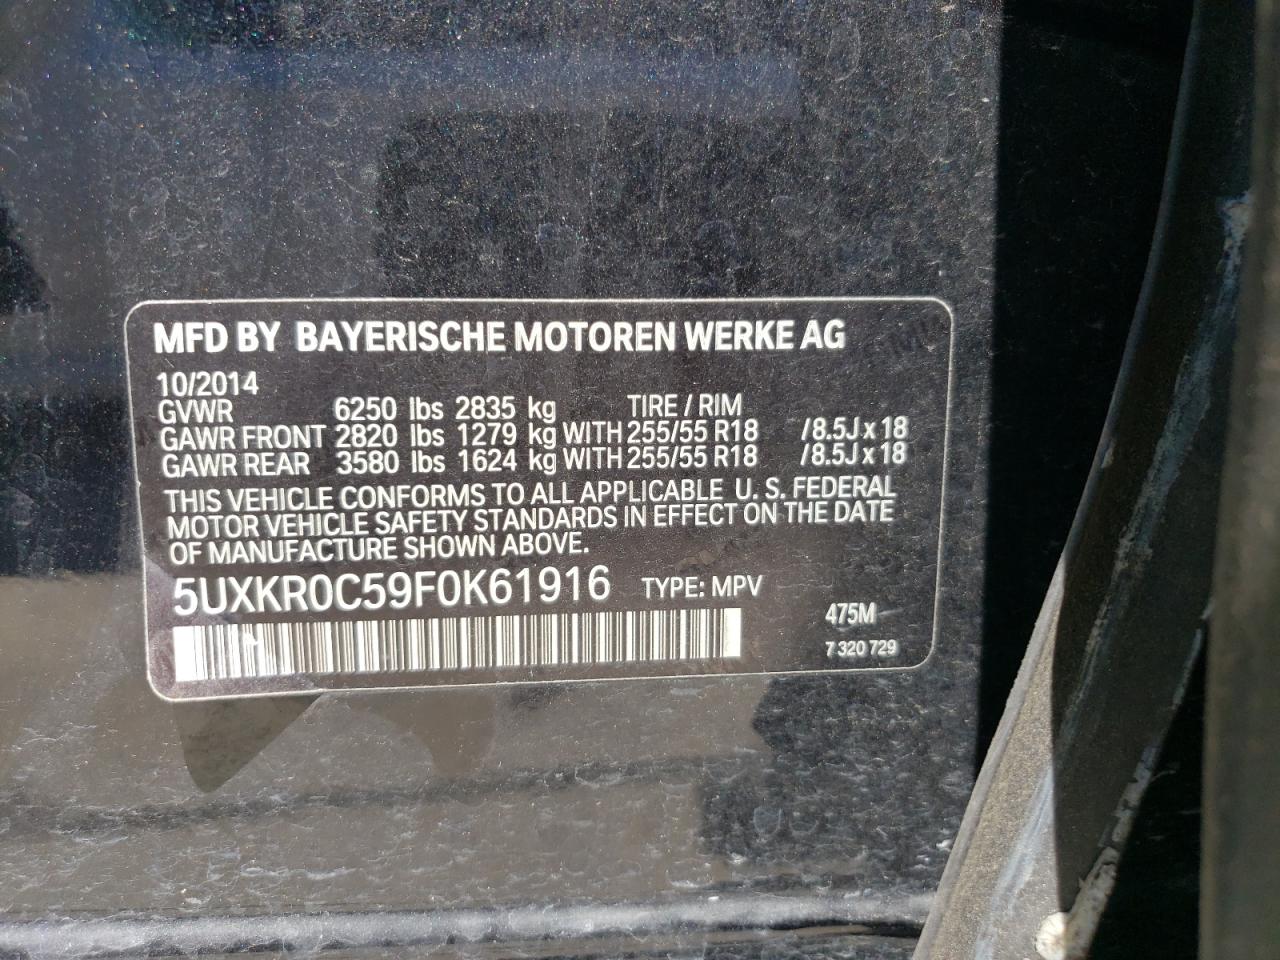 MFD BY BAYERISCHE MOTOREN WERKE AG
10/2014
GVWR 6250 lbs 2835 kg TIRE / RIM
GAWR FRONT 2820 lbs 1279 kg WITH 255/55 R18 /8.5J x 18
GAWR REAR 3580 lbs 1624 kg WITH 255/55 R18 /8.5J x 18
THIS VEHICLE CONFORMS TO ALL APPLICABLE U. S. FEDERAL
MOTOR VEHICLE SAFETY STANDARDS IN EFFECT ON THE DATE
OF MANUFACTURE SHOWN ABOVE.
5UXKR0C59F0K61916 TYPE: MPV
475M
7 320 729